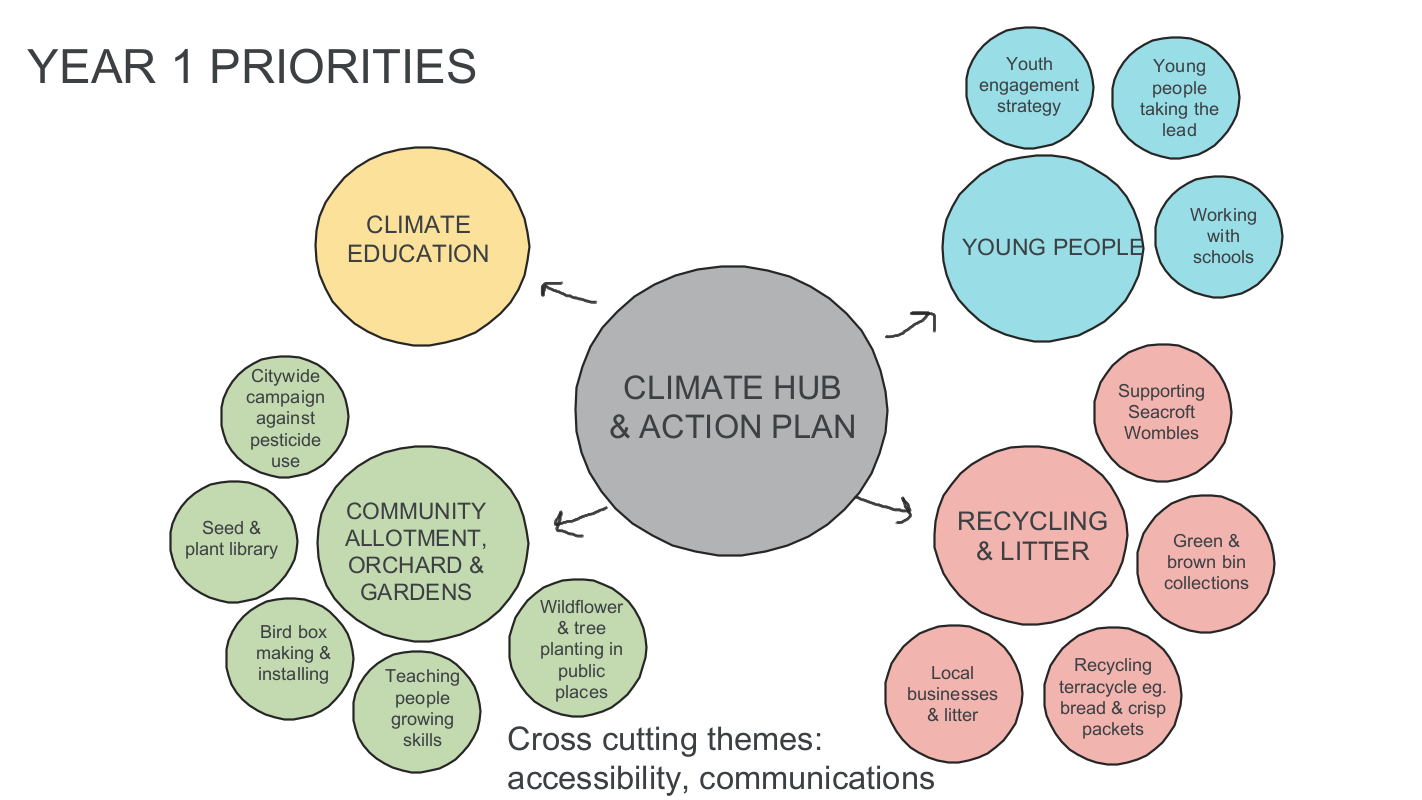 YEAR 1 PRIORITIES
Youth
engagement
strategy
Young
people
taking the
lead
CLIMATE
EDUCATION
YOUNG PEOPLE
Working
with
schools
CLIMATE HUB
& ACTION PLAN
Citywide
campaign
against
pesticide
use
Seed &
plant library
COMMUNITY
ALLOTMENT,
ORCHARD &
GARDENS
Bird box
making &
installing
Teaching
people
growing
skills
Wildflower
& tree
planting in
public
places
Supporting
Seacroft
Wombles
RECYCLING
& LITTER
Green &
brown bin
collections
Local
businesses
& litter
Recycling
terracycle eg.
bread & crisp
packets
Cross cutting themes:
accessibility, communications